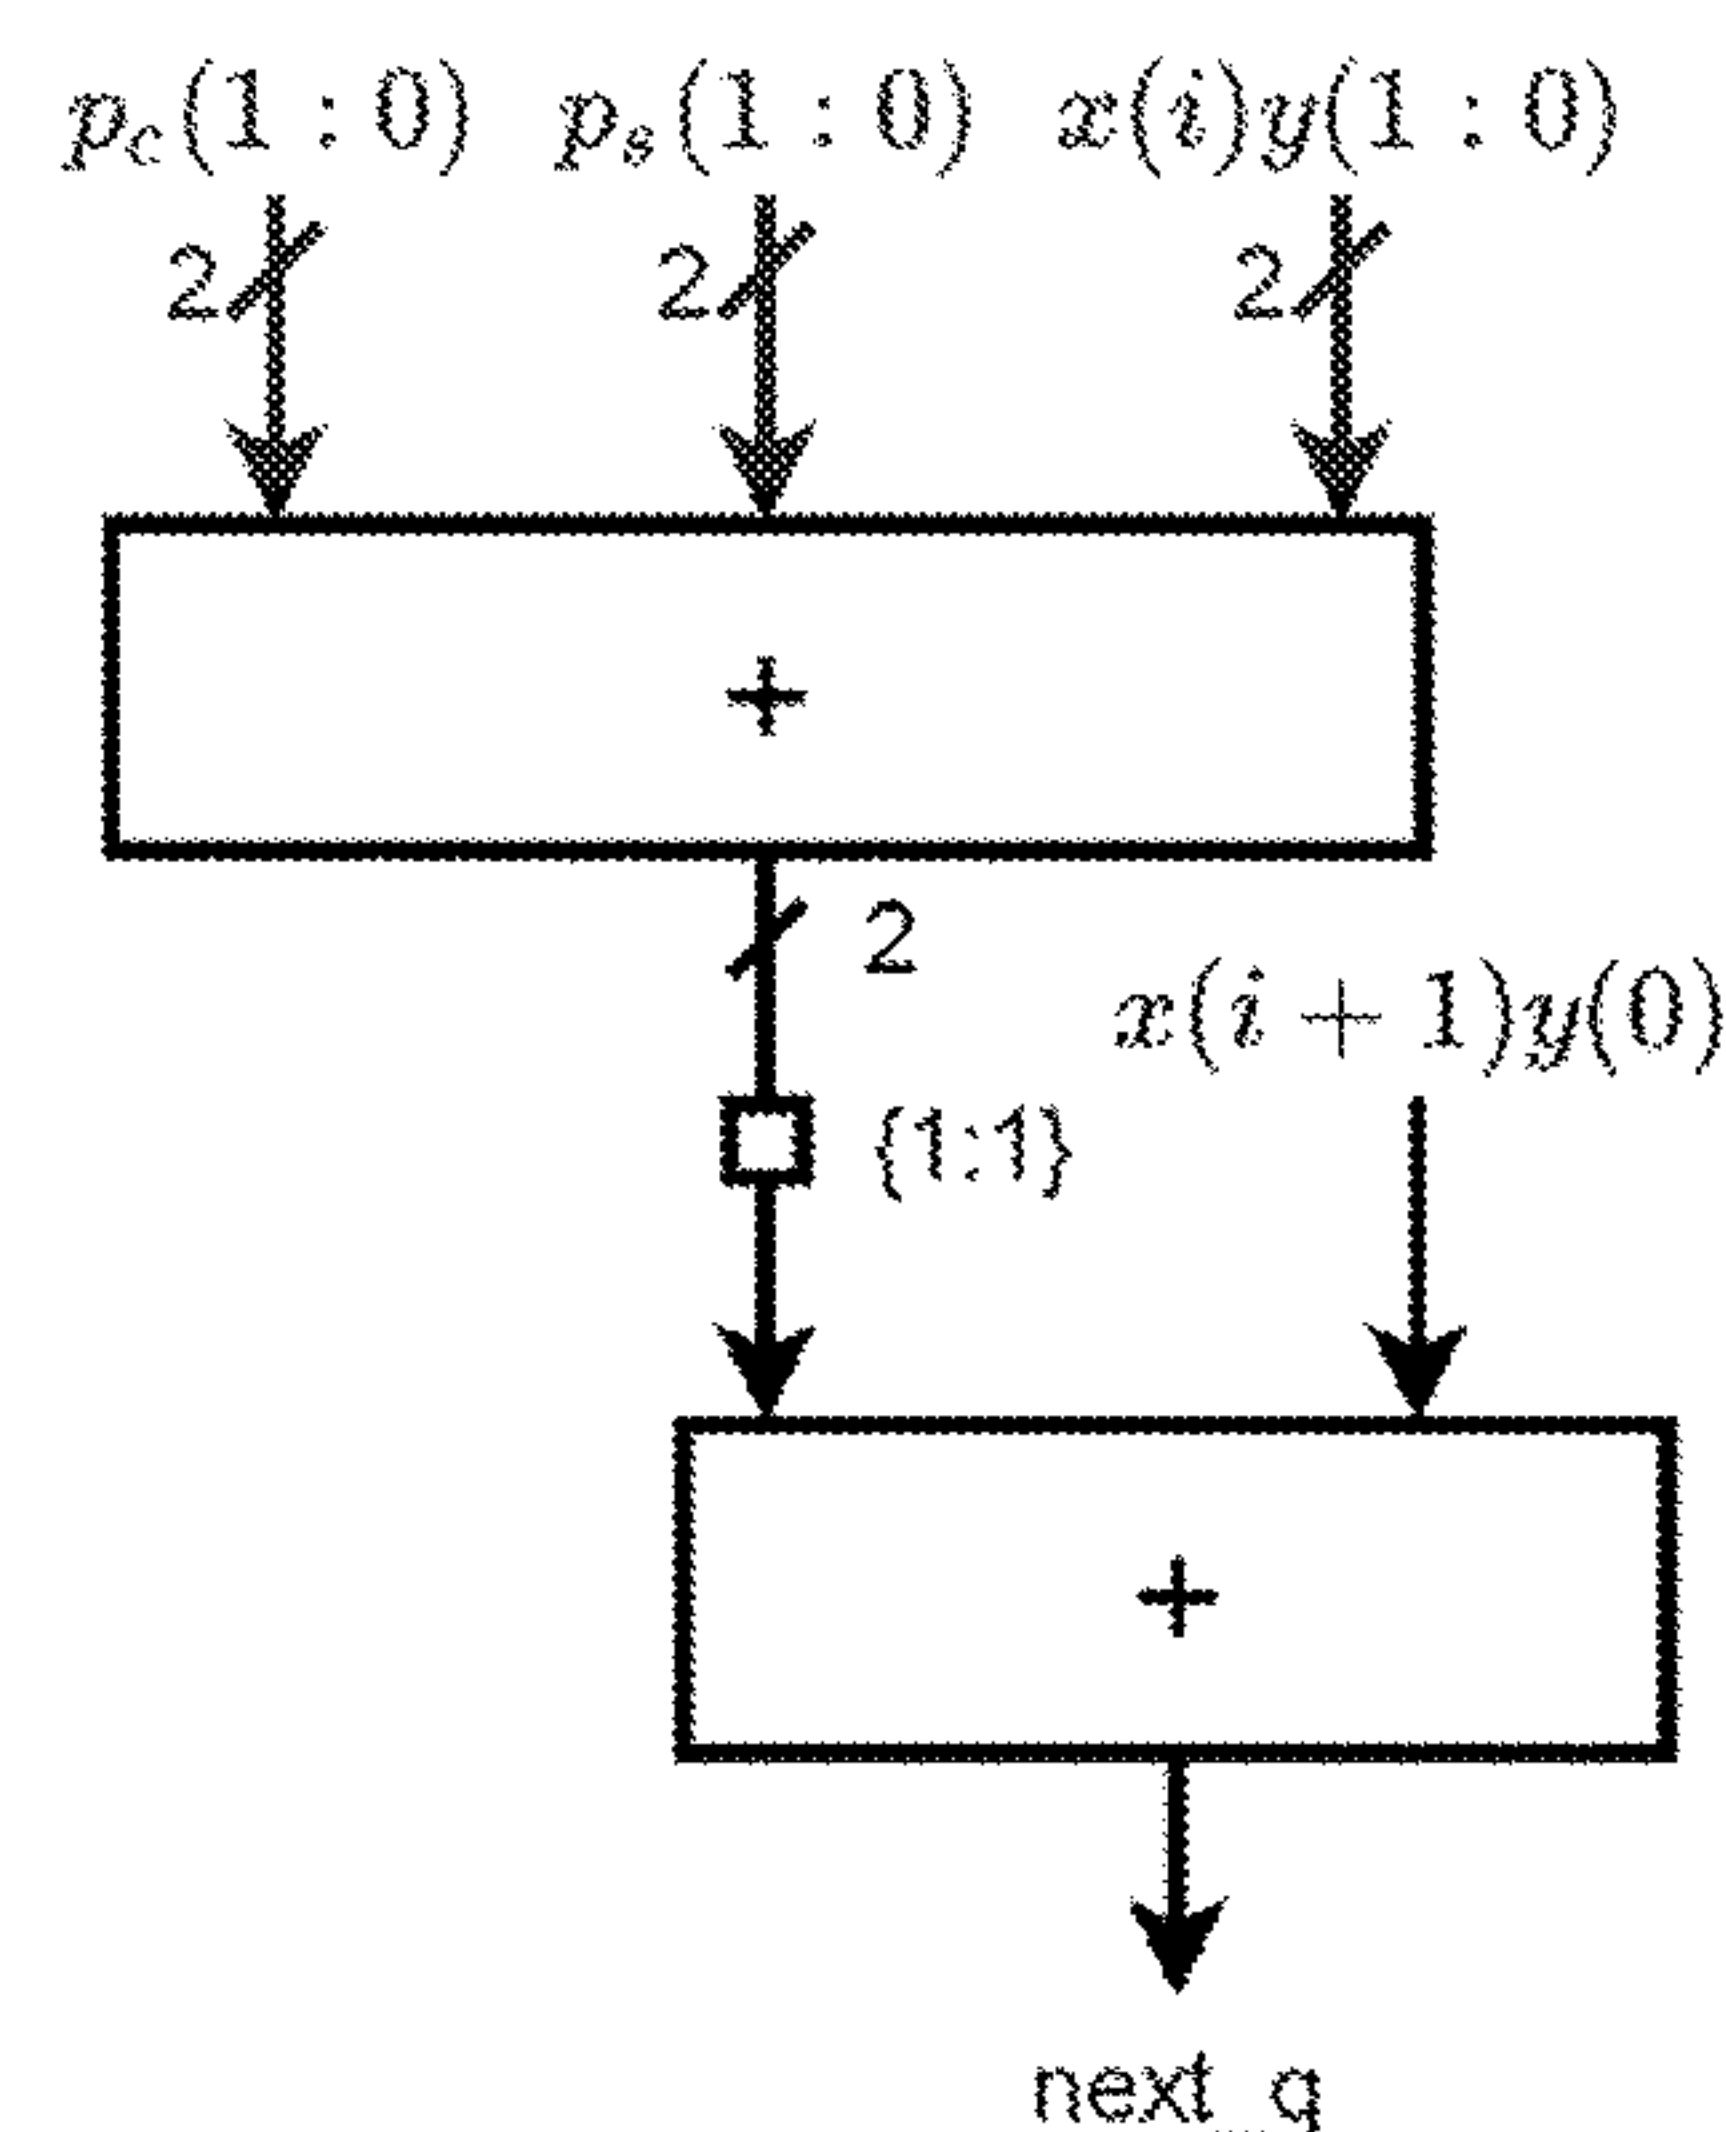 p_c(1 : 0) p_s(1 : 0) x(i)y(1 : 0)
2 2 2
+
2
x(i + 1)y(0)
{1:1}
+
next_q